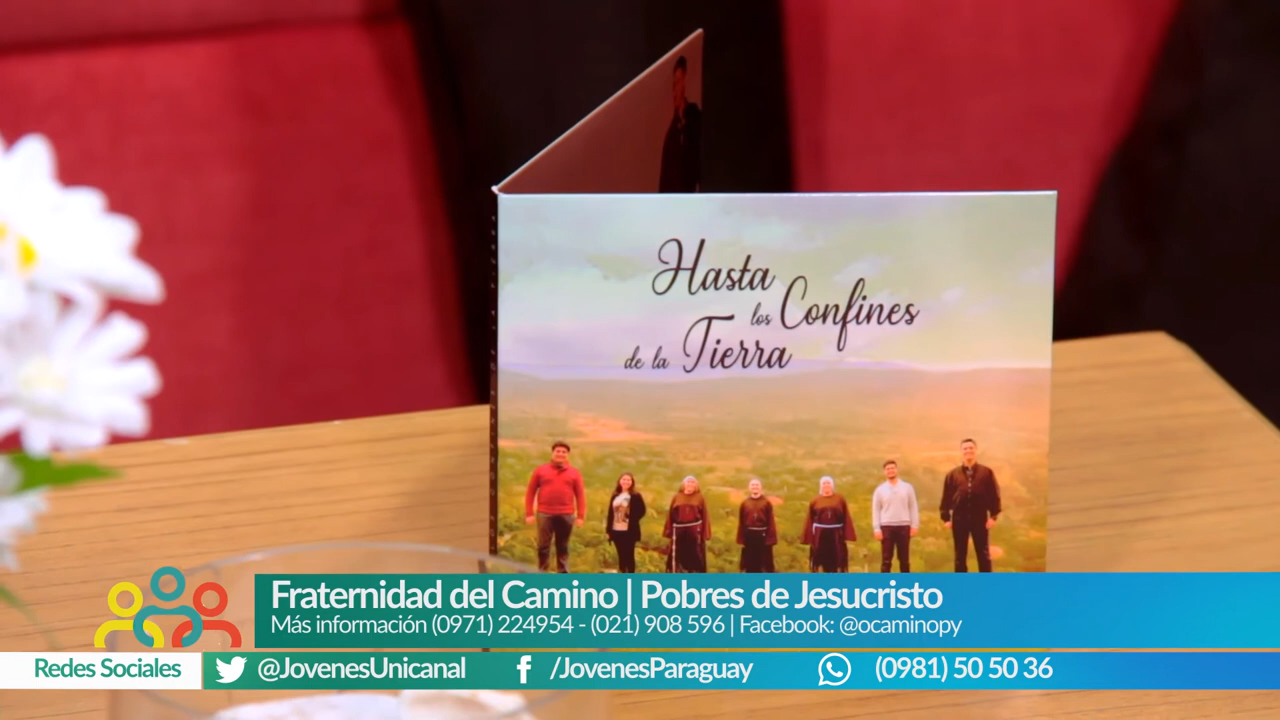 Hasta
los Confines
de la Tierra
Fraternidad del Camino | Pobres de Jesucristo
Más información (0971) 224954 - (021) 908 596 | Facebook: @ocaminopy
Redes Sociales @JovenesUnicanal /JovenesParaguay (0981) 50 50 36